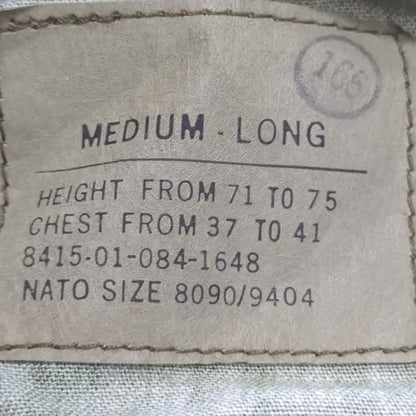 166
MEDIUM - LONG
HEIGHT FROM 71 TO 75
CHEST FROM 37 TO 41
8415-01-084-1648
NATO SIZE 8090/9404